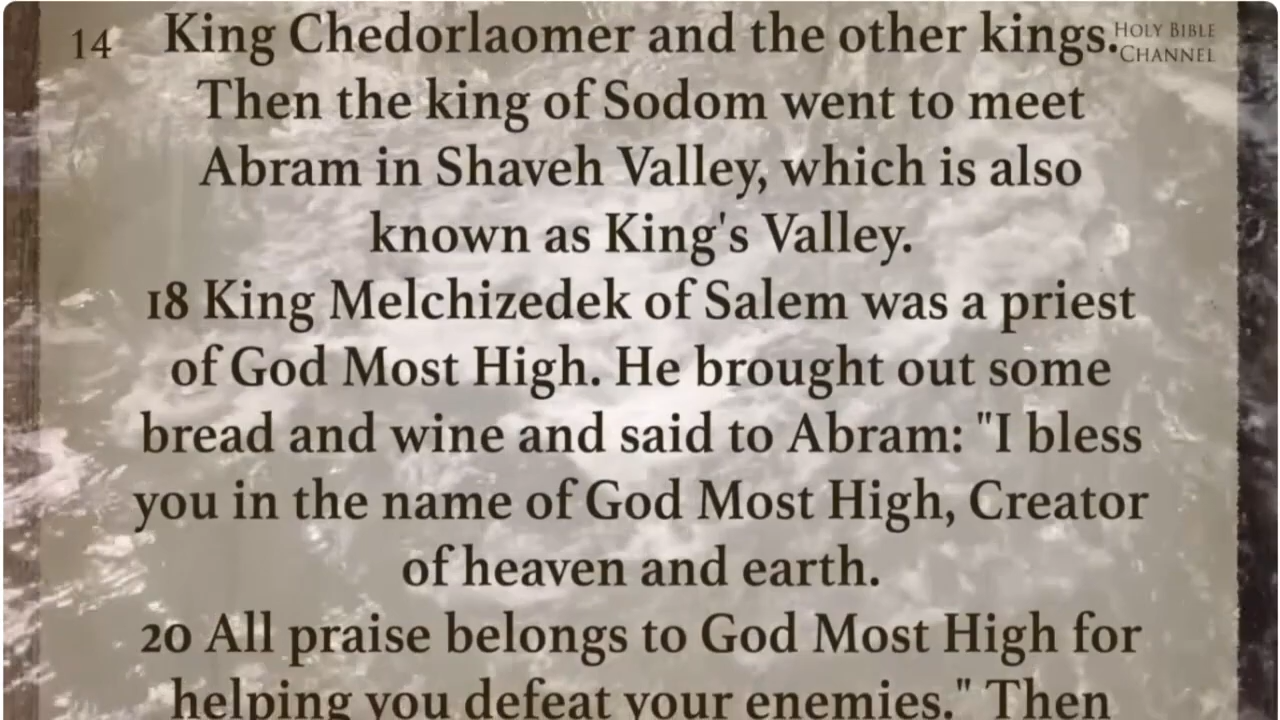 14
King Chedorlaomer and the other kings.
HOLY BIBLE
CHANNEL
Then the king of Sodom went to meet
Abram in Shaveh Valley, which is also
known as King's Valley.
18 King Melchizedek of Salem was a priest
of God Most High. He brought out some
bread and wine and said to Abram: "I bless
you in the name of God Most High, Creator
of heaven and earth.
20 All praise belongs to God Most High for
helping you defeat your enemies." Then